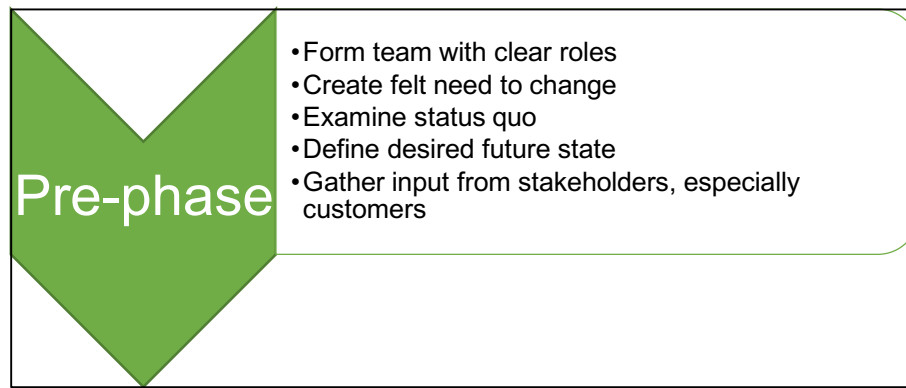 Pre-phase
•Form team with clear roles
•Create felt need to change
•Examine status quo
•Define desired future state
•Gather input from stakeholders, especially
customers